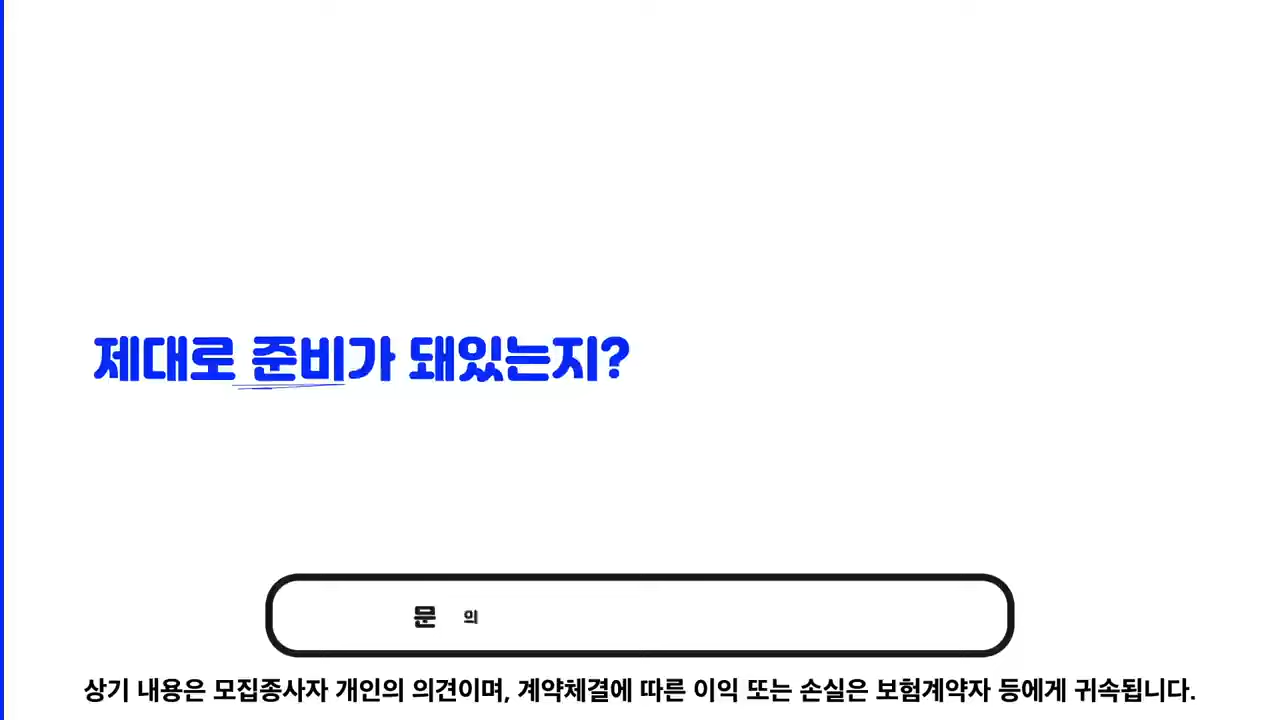 제대로 준비가 돼있는지?
문 의
상기 내용은 모집종사자 개인의 의견이며, 계약체결에 따른 이익 또는 손실은 보험계약자 등에게 귀속됩니다.